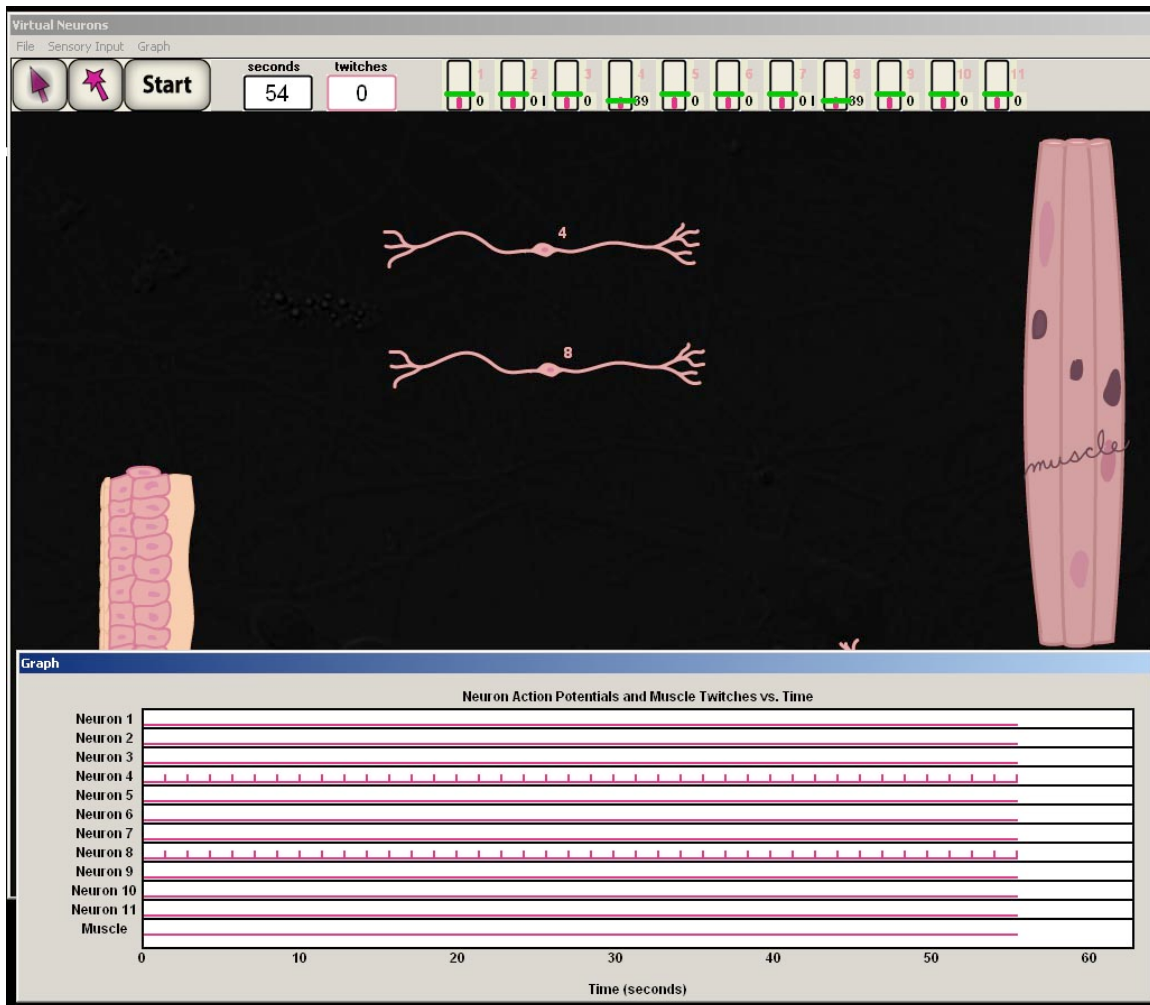 Virtual Neurons
File Sensory Input Graph
Start
seconds
54
twitches
0
1 2 3 4 5 6 7 8 9 10 11
0 0 0 39 0 0 0 39 0 0 0
4
8
muscle
Graph
Neuron Action Potentials and Muscle Twitches vs. Time
Neuron 1
Neuron 2
Neuron 3
Neuron 4
Neuron 5
Neuron 6
Neuron 7
Neuron 8
Neuron 9
Neuron 10
Neuron 11
Muscle
0 10 20 30 40 50 60
Time (seconds)